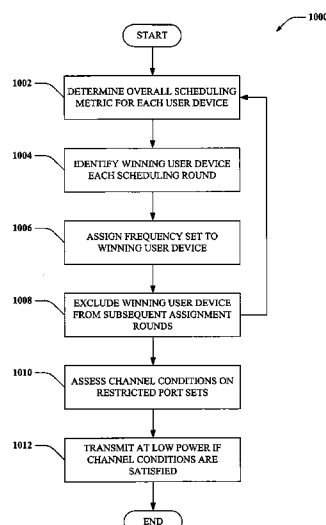 1000
START
1002
DETERMINE OVERALL SCHEDULING
METRIC FOR EACH USER DEVICE
1004
IDENTIFY WINNING USER DEVICE
EACH SCHEDULING ROUND
1006
ASSIGN FREQUENCY SET TO
WINNING USER DEVICE
1008
EXCLUDE WINNING USER DEVICE
FROM SUBSEQUENT ASSIGNMENT
ROUNDS
1010
ASSESS CHANNEL CONDITIONS ON
RESTRICTED PORT SETS
1012
TRANSMIT AT LOW POWER IF
CHANNEL CONDITIONS ARE
SATISFIED
END